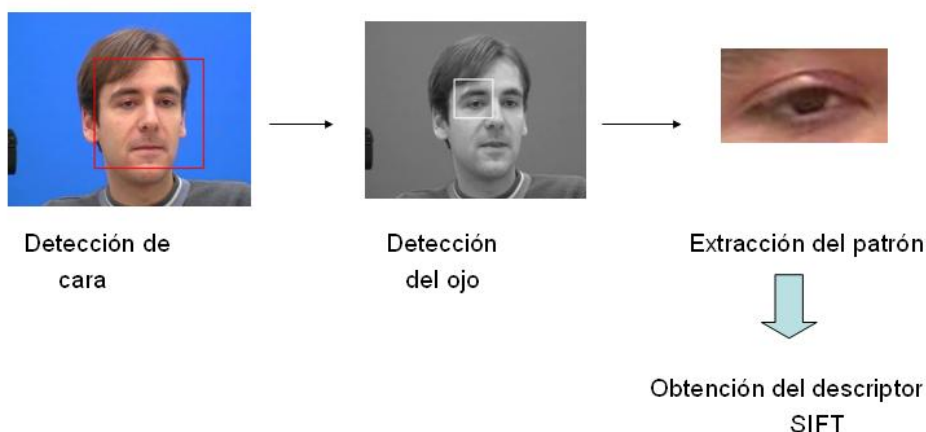 Detección de
cara
Detección
del ojo
Extracción del patrón
Obtención del descriptor
SIFT